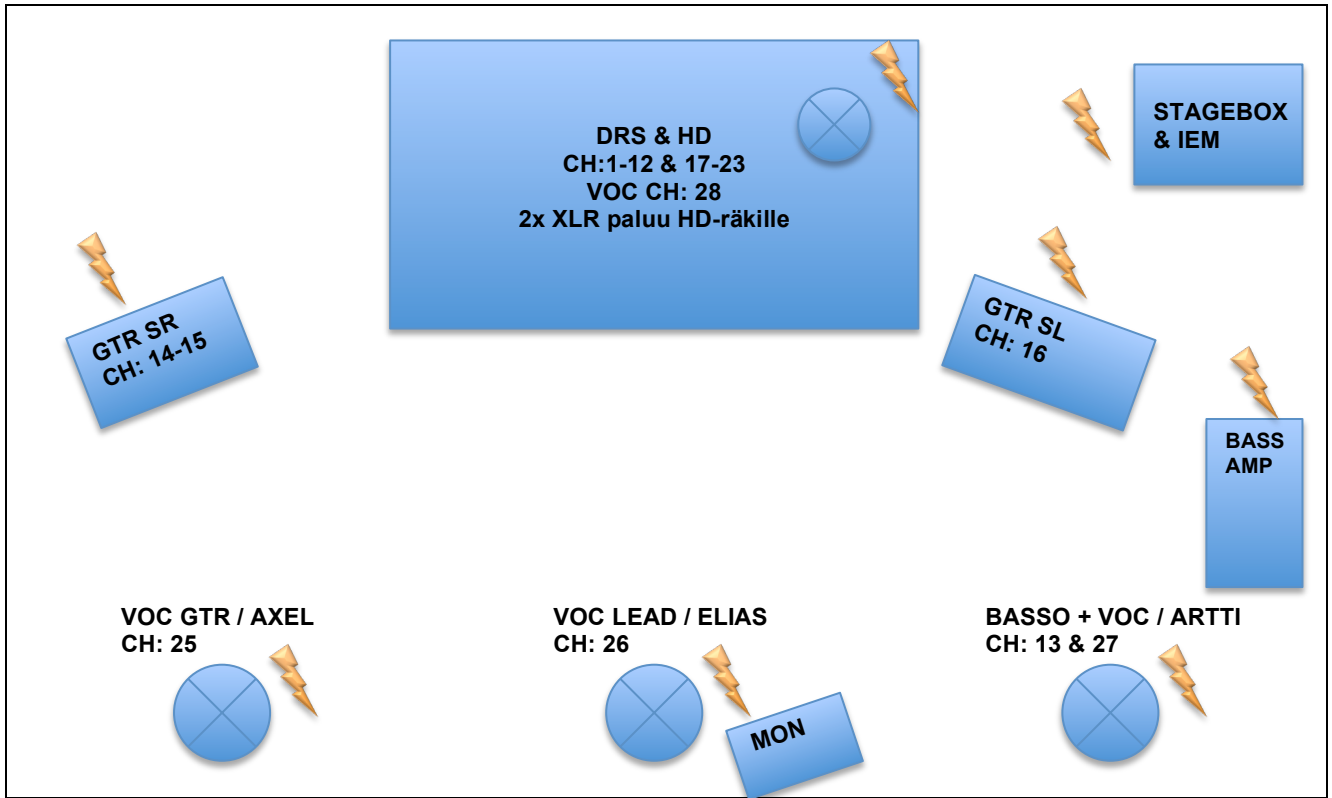 DRS & HD
CH:1-12 & 17-23
VOC CH: 28
2x XLR paluu HD-räkille
STAGEBOX
& IEM
GTR SR
CH: 14-15
GTR SL
CH: 16
BASS
AMP
VOC GTR / AXEL
CH: 25
VOC LEAD / ELIAS
CH: 26
BASSO + VOC / ARTTI
CH: 13 & 27
MON